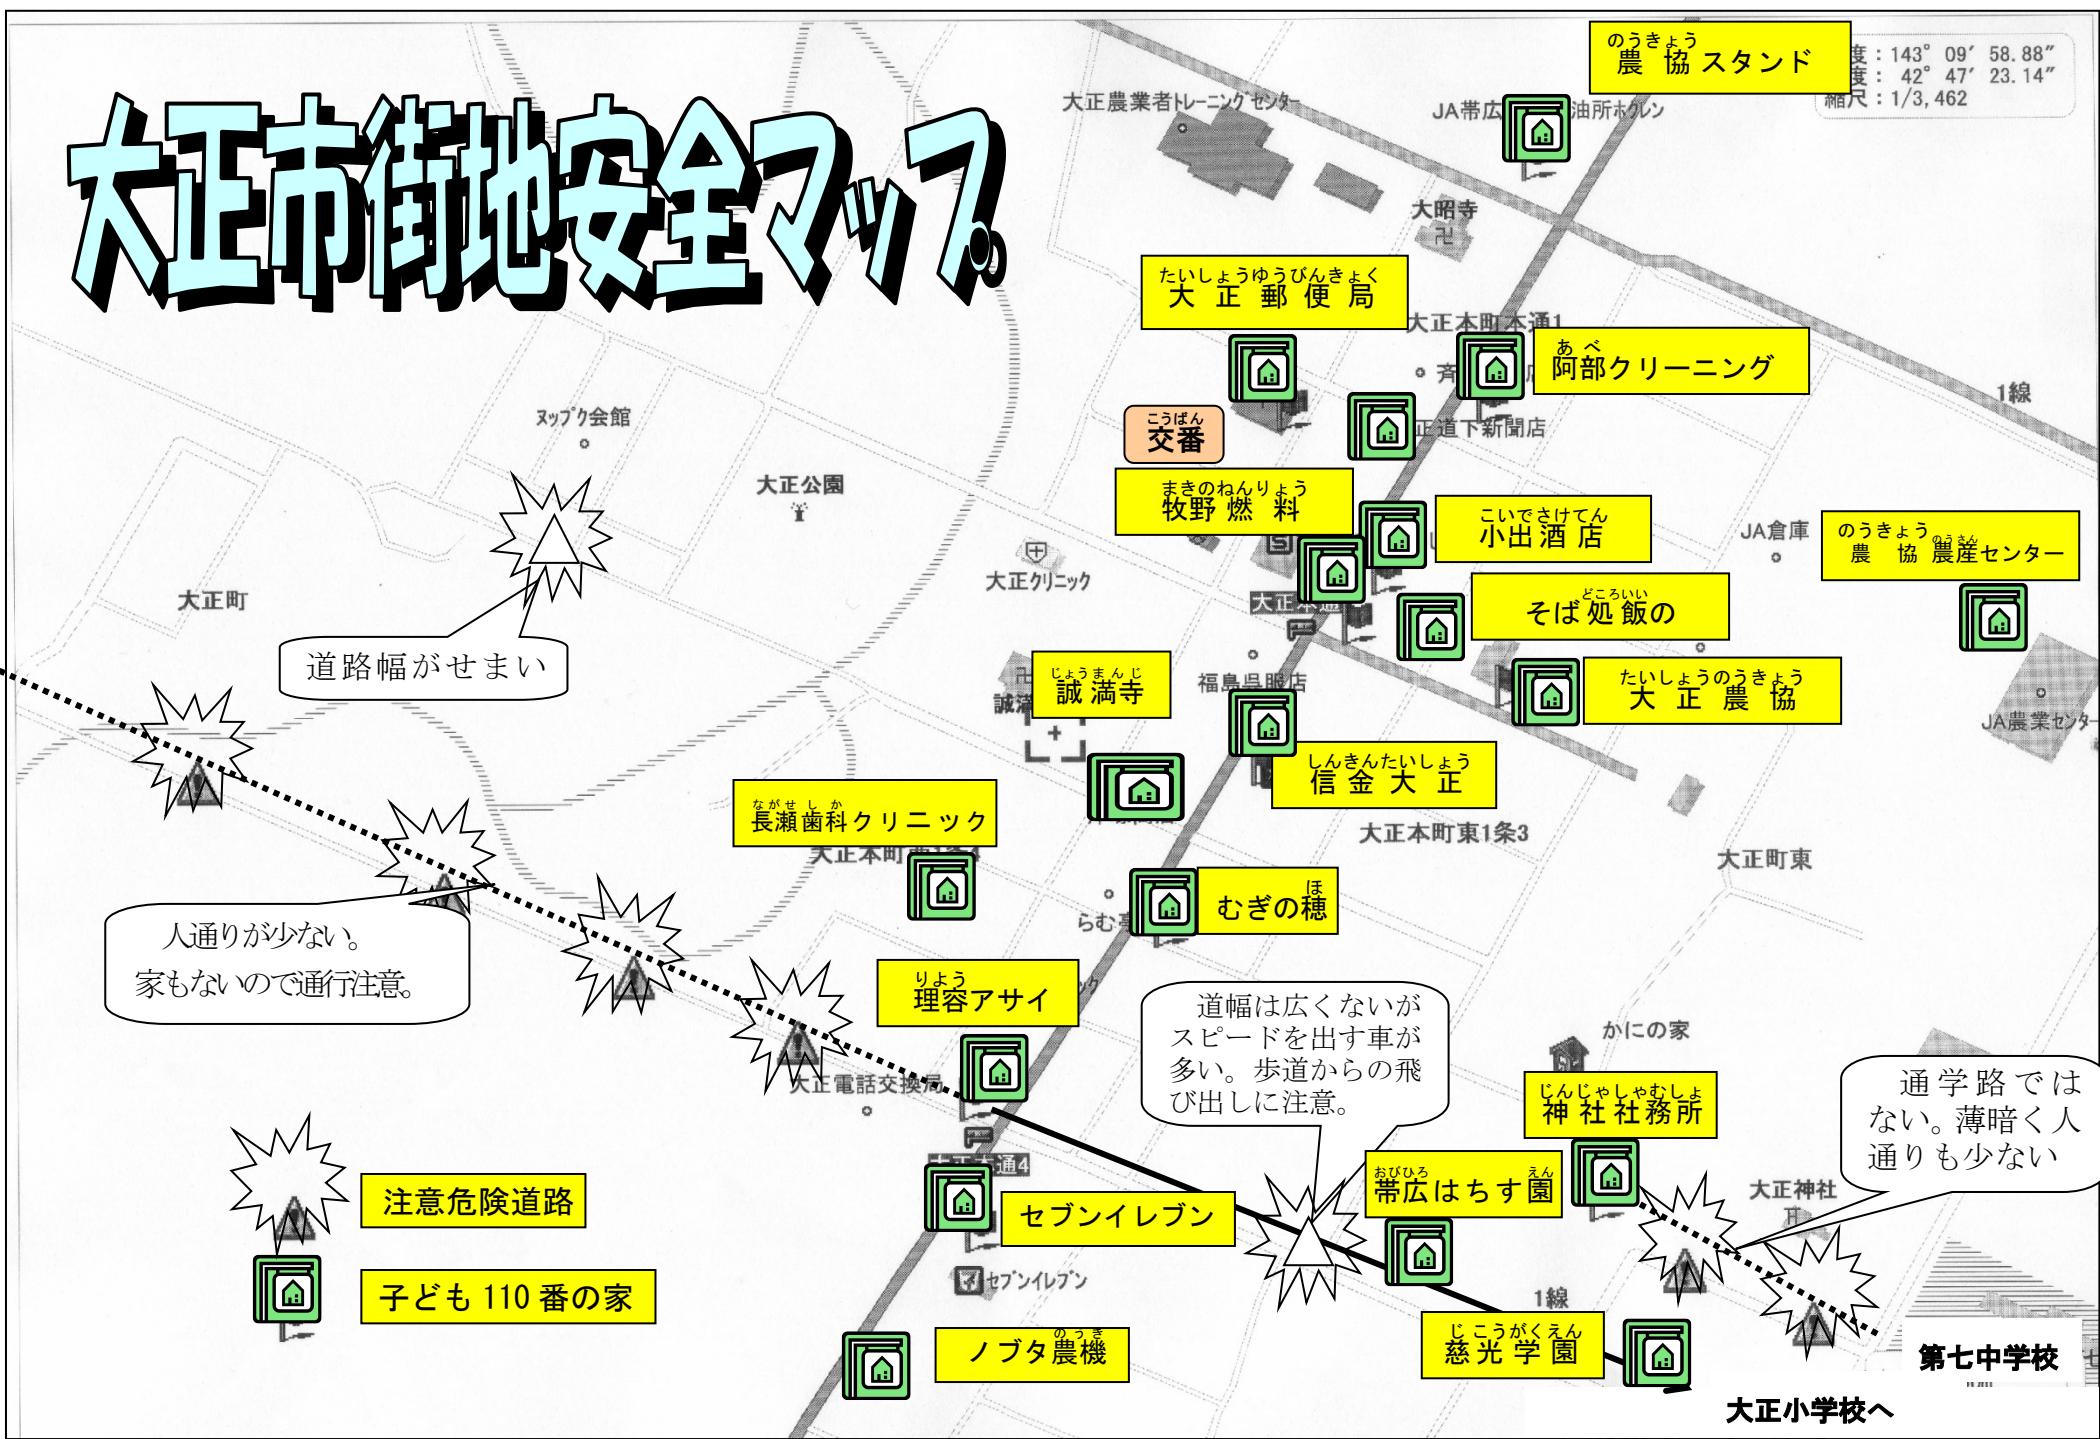 大正市街地安全マップ
のうきょう
農協スタンド
度:143° 09′ 58.88″
度: 42° 47′ 23.14″
縮尺:1/3,462
大正農業者トレーニングセンター
JA帯広
油所ホクレン
大昭寺
たいしょうゆうびんきょく
大正郵便局
大正本町本通1
あべ
阿部クリーニング
1線
ヌップク会館
こうばん
交番
正道下新聞店
大正公園
まきのねんりょう
牧野燃料
こいでさけてん
小出酒店
JA倉庫
のうきょう のうさん
農協農産センター
大正クリニック
大正町
どころいい
そば処飯の
道路幅がせまい
じょうまんじ
誠満寺
福島呉服店
たいしょうのうきょう
大正農協
JA農業センター
しんきんたいしょう
信金大正
ながせしか
長瀬歯科クリニック
大正本町東1条3
大正町東
ほ
むぎの穂
らむ亭
人通りが少ない。
家もないので通行注意。
りよう
理容アサイ
道幅は広くないが
スピードを出す車が
多い。歩道からの飛
び出しに注意。
かにの家
大正電話交換局
じんじゃしゃむしょ
神社社務所
通学路では
ない。薄暗く人
通りも少ない
大正本通4
おびひろ えん
帯広はちす園
大正神社
注意危険道路
セブンイレブン
子ども110番の家
セブンイレブン
1線
のうき
ノブタ農機
じこうがくえん
慈光学園
第七中学校
大正小学校へ